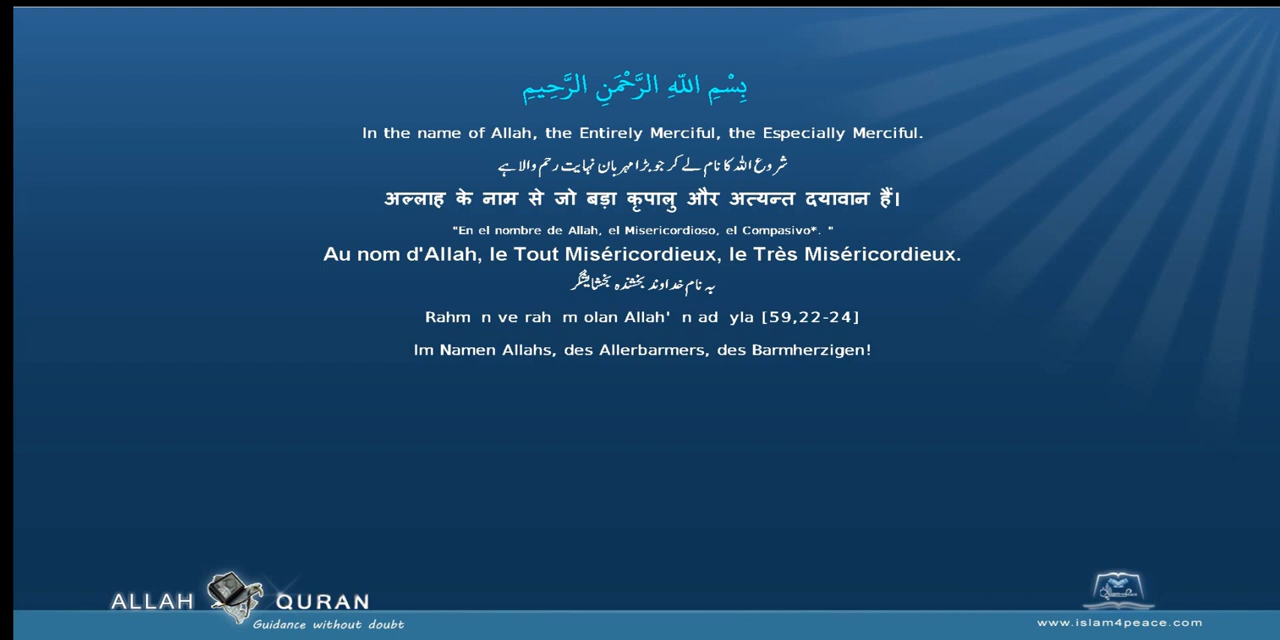 بِسْمِ اللّهِ الرَّحْمَنِ الرَّحِيمِ
In the name of Allah, the Entirely Merciful, the Especially Merciful.
شروع الله کا نام لے کر جو بڑا مہربان نہایت رحم والا ہے
अल्लाह के नाम से जो बड़ा कृपालु और अत्यन्त दयावान हैं।
"En el nombre de Allah, el Misericordioso, el Compasivo*. "
Au nom d'Allah, le Tout Miséricordieux, le Très Miséricordieux.
به نام خداوند بخشنده بخشایشگر
Rahm n ve rah m olan Allah' n ad yla [59,22-24]
Im Namen Allahs, des Allerbarmers, des Barmherzigen!
ALLAH QURAN
Guidance without doubt
www.islam4peace.com